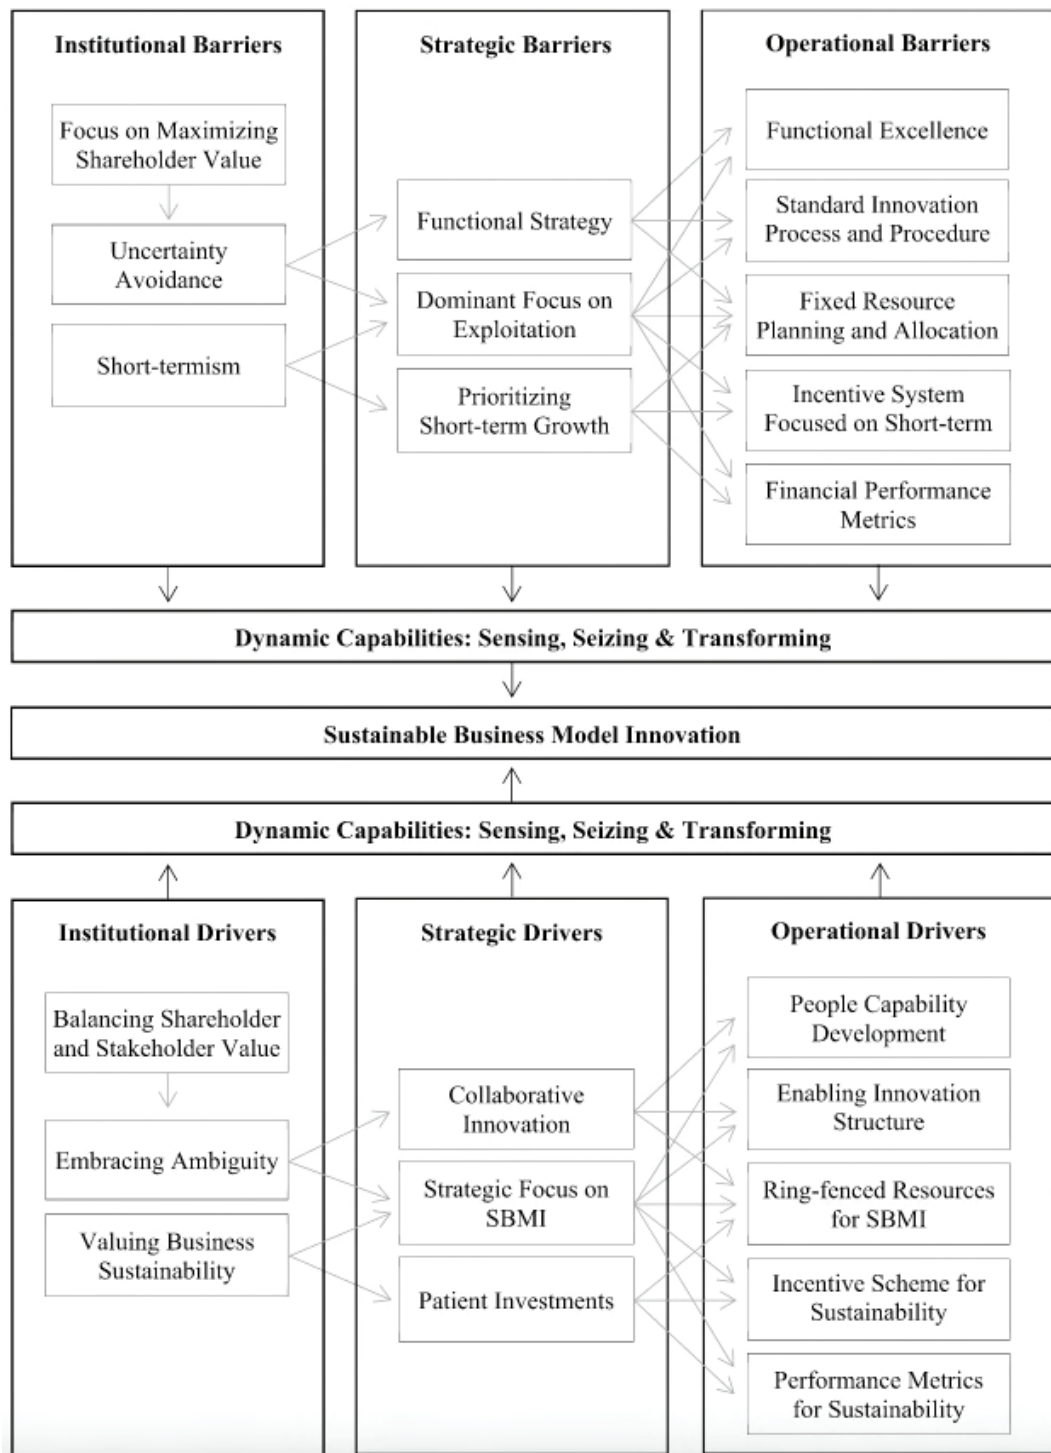 Institutional Barriers
Focus on Maximizing
Shareholder Value
Uncertainty
Avoidance
Short-termism
Strategic Barriers
Functional Strategy
Dominant Focus on
Exploitation
Prioritizing
Short-term Growth
Operational Barriers
Functional Excellence
Standard Innovation
Process and Procedure
Fixed Resource
Planning and Allocation
Incentive System
Focused on Short-term
Financial Performance
Metrics
Dynamic Capabilities: Sensing, Seizing & Transforming
Sustainable Business Model Innovation
Dynamic Capabilities: Sensing, Seizing & Transforming
Institutional Drivers
Balancing Shareholder
and Stakeholder Value
Embracing Ambiguity
Valuing Business
Sustainability
Strategic Drivers
Collaborative
Innovation
Strategic Focus on
SBMI
Patient Investments
Operational Drivers
People Capability
Development
Enabling Innovation
Structure
Ring-fenced Resources
for SBMI
Incentive Scheme for
Sustainability
Performance Metrics
for Sustainability